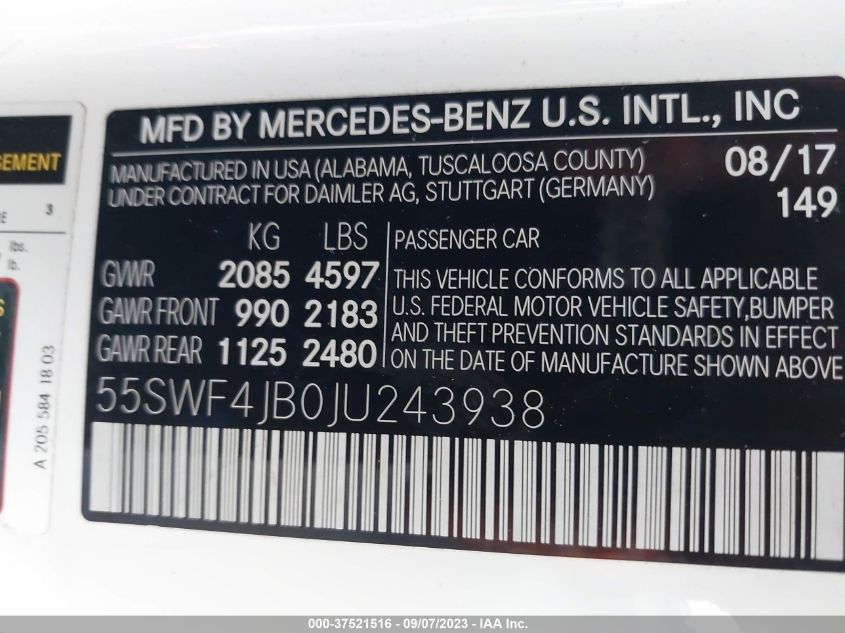 MFD BY MERCEDES-BENZ U.S. INTL., INC
MANUFACTURED IN USA (ALABAMA, TUSCALOOSA COUNTY) 08/17
UNDER CONTRACT FOR DAIMLER AG, STUTTGART (GERMANY) 149
KG LBS
GVWR 2085 4597
GAWR FRONT 990 2183
GAWR REAR 1125 2480
PASSENGER CAR
THIS VEHICLE CONFORMS TO ALL APPLICABLE
U.S. FEDERAL MOTOR VEHICLE SAFETY,BUMPER
AND THEFT PREVENTION STANDARDS IN EFFECT
ON THE DATE OF MANUFACTURE SHOWN ABOVE
55SWF4JB0JU243938
3
lbs.
lb.
A 205 584 18 03
000-37521516 - 09/07/2023 - IAA Inc.